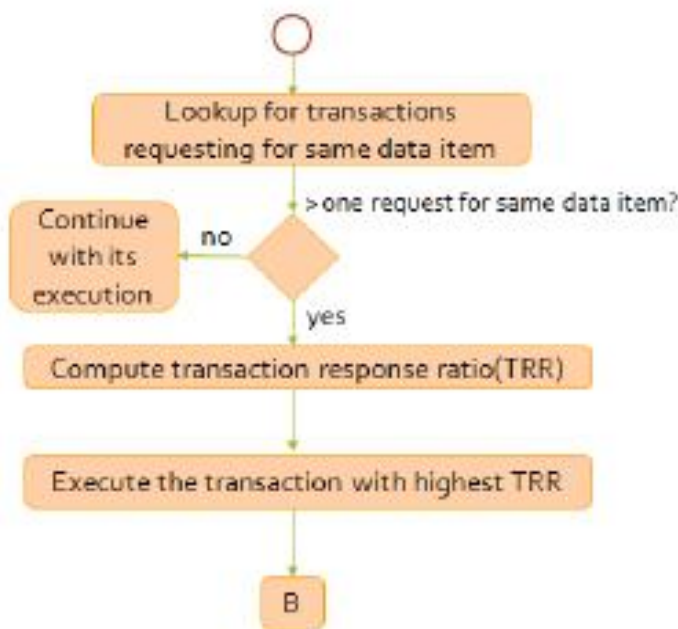 Lookup for transactions
requesting for same data item
>one request for same data item?
Continue
with its
execution
no
yes
Compute transaction response ratio(TRR)
Execute the transaction with highest TRR
B